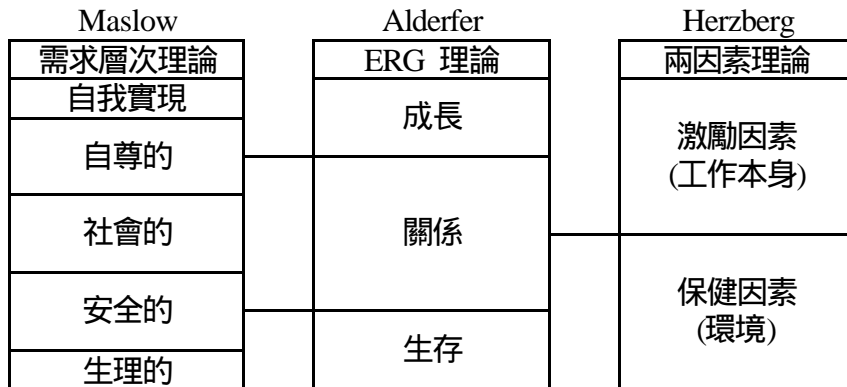 Maslow Alderfer Herzberg
需求層次理論 ERG 理論 兩因素理論
自我實現
成長
自尊的
激勵因素
(工作本身)
社會的
關係
安全的
保健因素
(環境)
生存
生理的